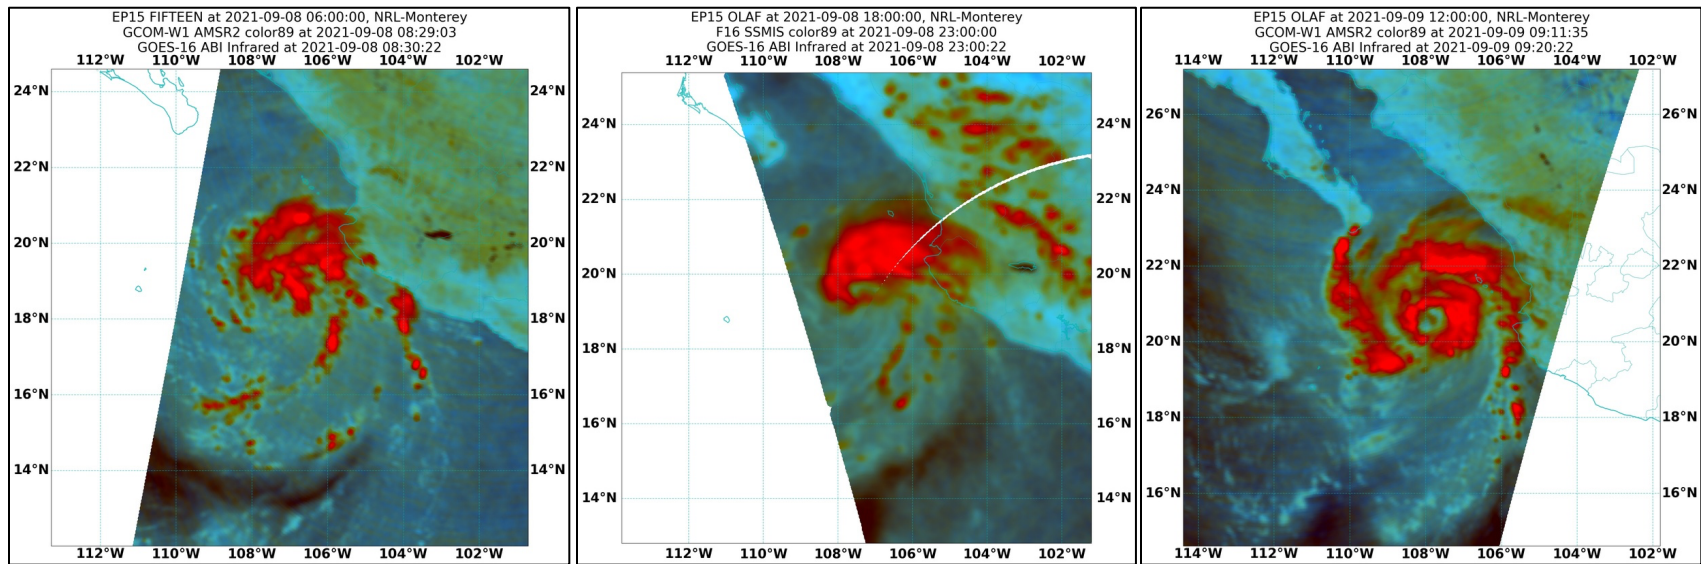 EP15 FIFTEEN at 2021-09-08 06:00:00, NRL-Monterey
GCOM-W1 AMSR2 color89 at 2021-09-08 08:29:03
GOES-16 ABI Infrared at 2021-09-08 08:30:22
112°W 110°W 108°W 106°W 104°W 102°W
24°N 24°N
22°N 22°N
20°N 20°N
18°N 18°N
16°N 16°N
14°N 14°N
112°W 110°W 108°W 106°W 104°W 102°W
EP15 OLAF at 2021-09-08 18:00:00, NRL-Monterey
F16 SSMIS color89 at 2021-09-08 23:00:00
GOES-16 ABI Infrared at 2021-09-08 23:00:22
112°W 110°W 108°W 106°W 104°W 102°W
24°N 24°N
22°N 22°N
20°N 20°N
18°N 18°N
16°N 16°N
14°N 14°N
112°W 110°W 108°W 106°W 104°W 102°W
EP15 OLAF at 2021-09-09 12:00:00, NRL-Monterey
GCOM-W1 AMSR2 color89 at 2021-09-09 09:11:35
GOES-16 ABI Infrared at 2021-09-09 09:20:22
114°W 112°W 110°W 108°W 106°W 104°W 102°W
26°N 26°N
24°N 24°N
22°N 22°N
20°N 20°N
18°N 18°N
16°N 16°N
114°W 112°W 110°W 108°W 106°W 104°W 102°W